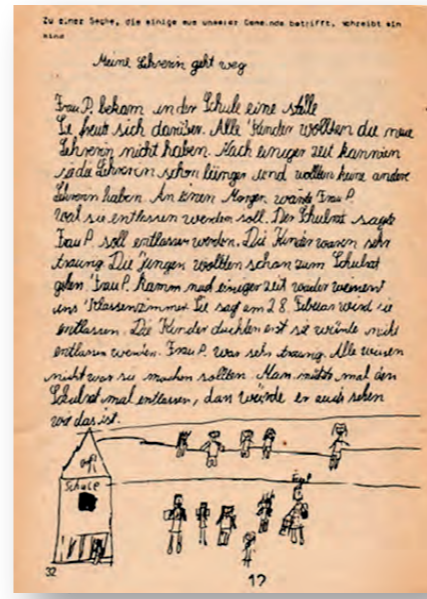 Zu einer Sache, die einige aus unserer Gemeinde betrifft, schreibt ein
Kind
Meine Lehrerin geht weg
Frau P. bekam in der Schule eine stelle
Sie freute sich darüber. Alle Kinder wollten die neue
Lehrerin nicht haben. Nach einiger zeit kannten
sie die Lehrerin schon länger und wollten keine andere
Lehrerin haben. An einen Morgen weinte Frau P.
weil sie entlassen werden soll. Der Schulrat sagte
Frau P. soll entlassen werden. Die Kinder waren sehr
traurig. Die Jungen wollten schon zum Schulrat
gehen. Frau P. kamm nach einiger zeit wieder weinent
ins Klassenzimmer. Sie sagt am 28. Februar wird sie
entlassen. Die Kinder dachten erst sie würde nicht
entlassen werden. Frau P. war sehr traurig. Alle wusen
nicht was sie machen sollten. Man müste mal den
Schulrat mal entlassen, dan würde er auch sehen
wie das ist.
Schule
32
12